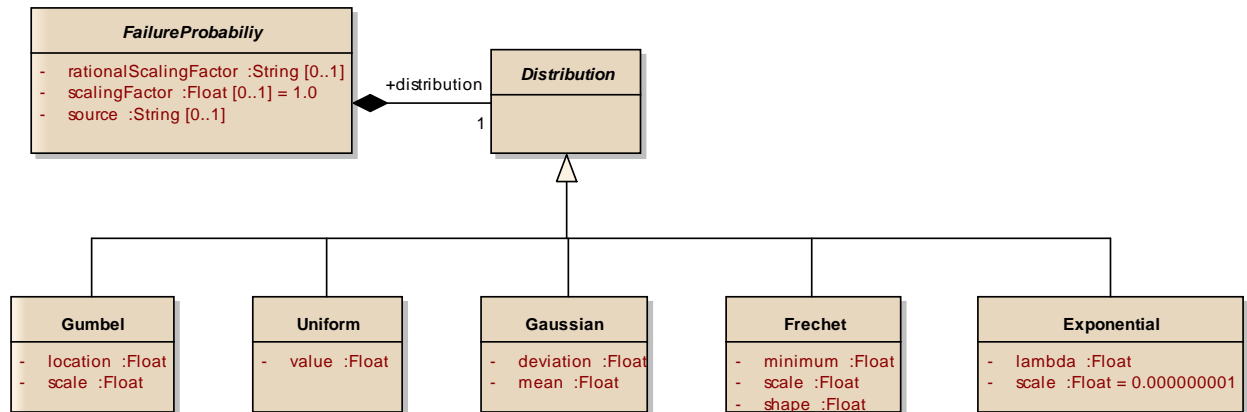 FailureProbabiliy
- rationalScalingFactor :String [0..1]
- scalingFactor :Float [0..1] = 1.0
- source :String [0..1]
+distribution
1
Distribution
Gumbel
- location :Float
- scale :Float
Uniform
- value :Float
Gaussian
- deviation :Float
- mean :Float
Frechet
- minimum :Float
- scale :Float
- shape :Float
Exponential
- lambda :Float
- scale :Float = 0.000000001